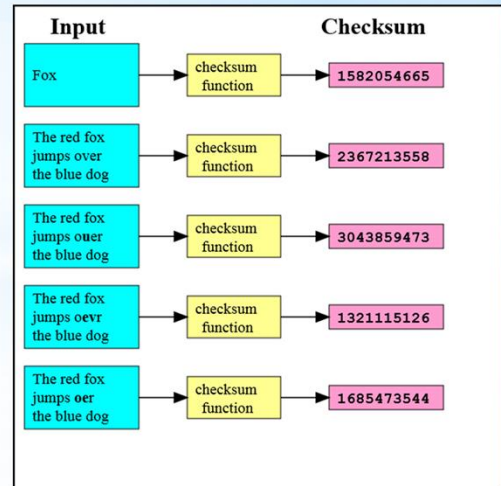 Input
Checksum
Fox
checksum
function
1582054665
The red fox
jumps over
the blue dog
checksum
function
2367213558
The red fox
jumps ouer
the blue dog
checksum
function
3043859473
The red fox
jumps oevr
the blue dog
checksum
function
1321115126
The red fox
jumps oer
the blue dog
checksum
function
1685473544